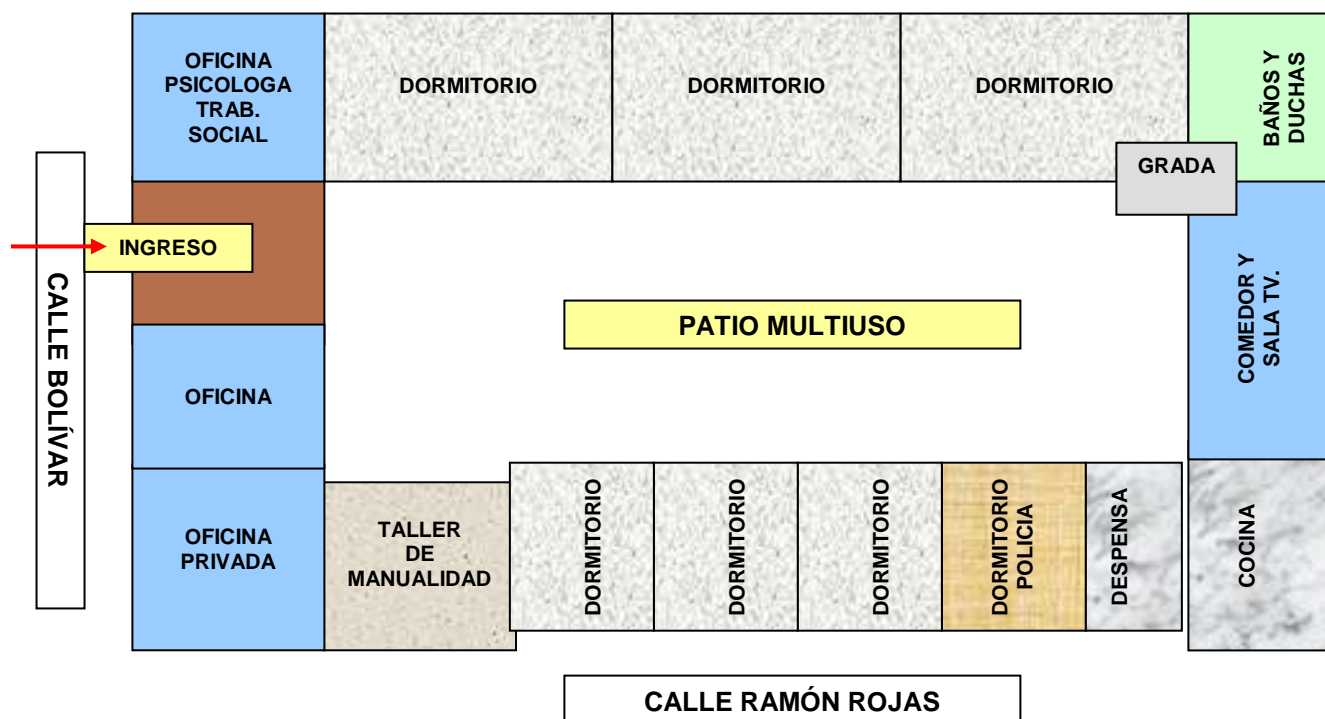 OFICINA
PSICOLOGA
TRAB.
SOCIAL
DORMITORIO
DORMITORIO
DORMITORIO
BAÑOS Y
DUCHAS
GRADA
INGRESO
CALLE BOLÍVAR
PATIO MULTIUSO
COMEDOR Y
SALA TV.
OFICINA
OFICINA
PRIVADA
TALLER
DE
MANUALIDAD
DORMITORIO
DORMITORIO
DORMITORIO
DORMITORIO
POLICIA
DESPENSA
COCINA
CALLE RAMÓN ROJAS